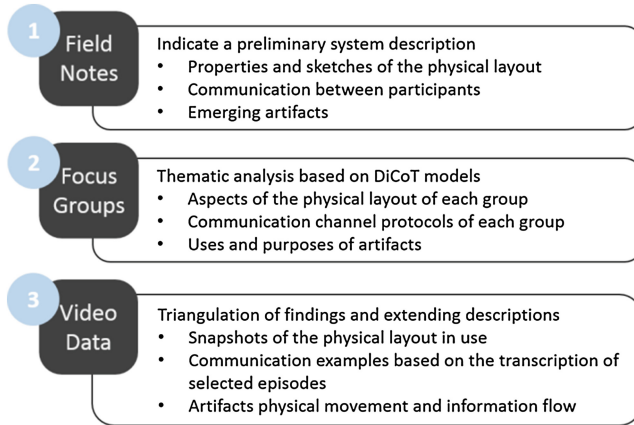 1
Field
Notes
Indicate a preliminary system description
• Properties and sketches of the physical layout
• Communication between participants
• Emerging artifacts
2
Focus
Groups
Thematic analysis based on DiCoT models
• Aspects of the physical layout of each group
• Communication channel protocols of each group
• Uses and purposes of artifacts
3
Video
Data
Triangulation of findings and extending descriptions
• Snapshots of the physical layout in use
• Communication examples based on the transcription of
selected episodes
• Artifacts physical movement and information flow